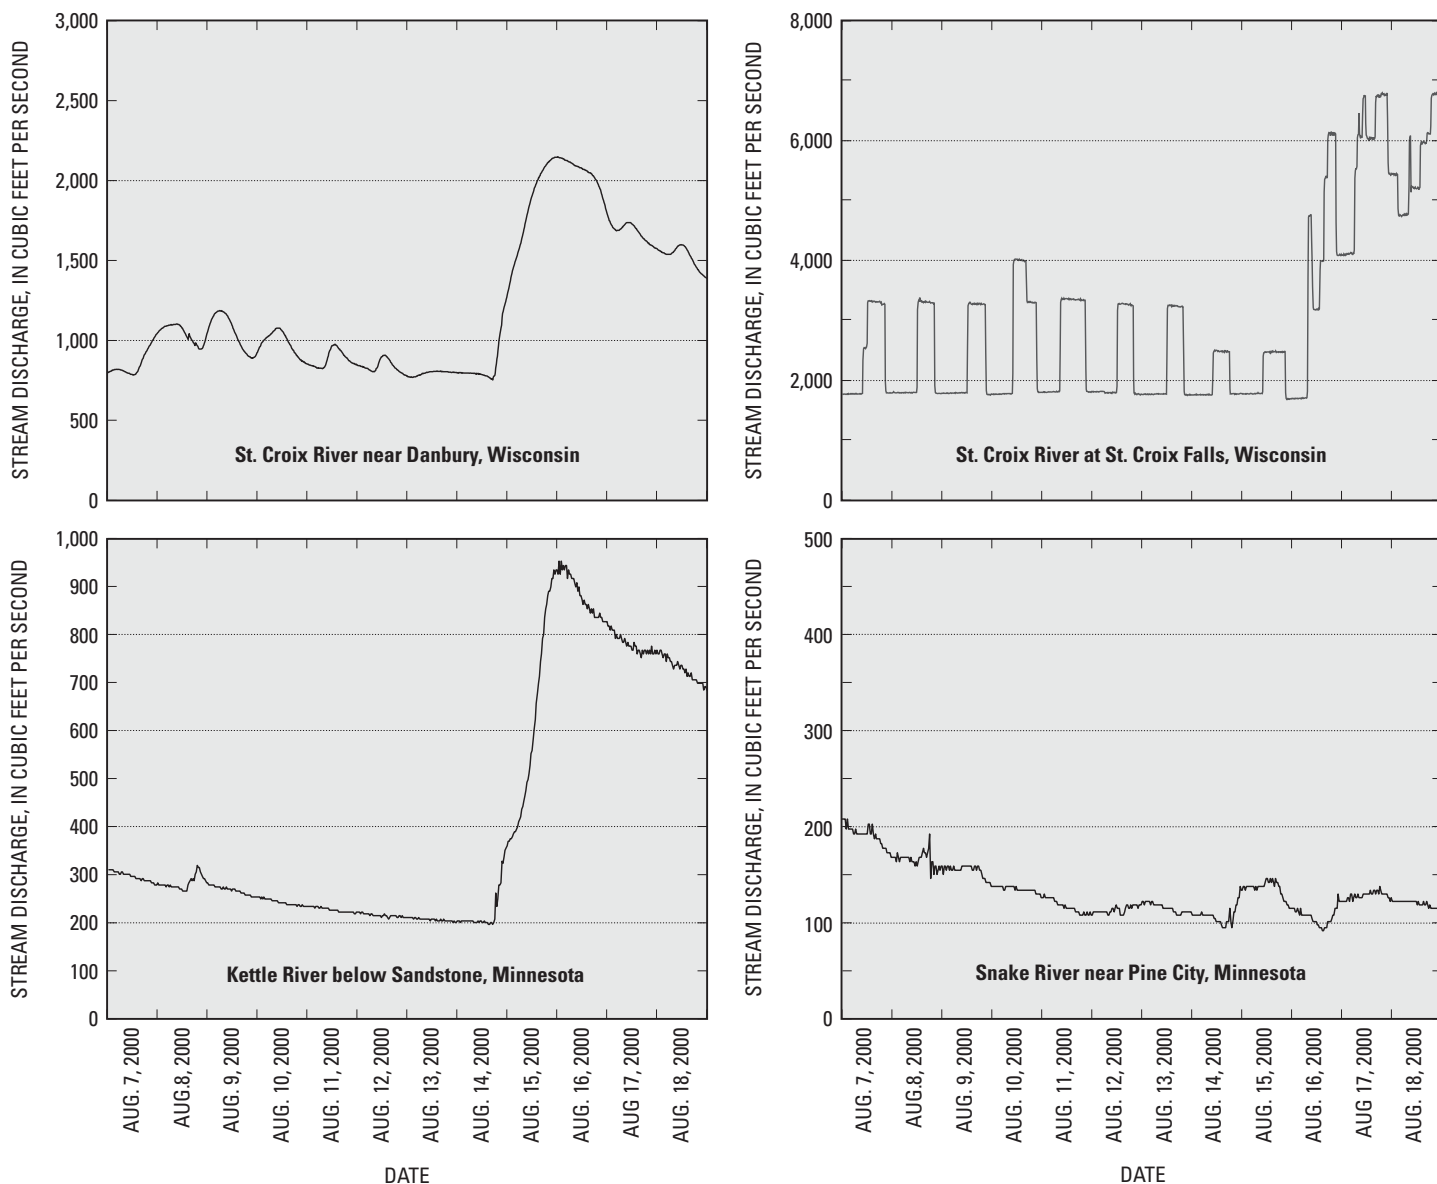 STREAM DISCHARGE, IN CUBIC FEET PER SECOND
3,000
2,500
2,000
1,500
1,000
500
0
St. Croix River near Danbury, Wisconsin
STREAM DISCHARGE, IN CUBIC FEET PER SECOND
8,000
6,000
4,000
2,000
0
St. Croix River at St. Croix Falls, Wisconsin
STREAM DISCHARGE, IN CUBIC FEET PER SECOND
1,000
900
800
700
600
500
400
300
200
100
0
Kettle River below Sandstone, Minnesota
AUG. 7, 2000
AUG.8, 2000
AUG. 9, 2000
AUG. 10, 2000
AUG. 11, 2000
AUG. 12, 2000
AUG. 13, 2000
AUG. 14, 2000
AUG. 15, 2000
AUG. 16, 2000
AUG 17, 2000
AUG. 18, 2000
DATE
STREAM DISCHARGE, IN CUBIC FEET PER SECOND
500
400
300
200
100
0
Snake River near Pine City, Minnesota
AUG. 7, 2000
AUG.8, 2000
AUG. 9, 2000
AUG. 10, 2000
AUG. 11, 2000
AUG. 12, 2000
AUG. 13, 2000
AUG. 14, 2000
AUG. 15, 2000
AUG. 16, 2000
AUG 17, 2000
AUG. 18, 2000
DATE